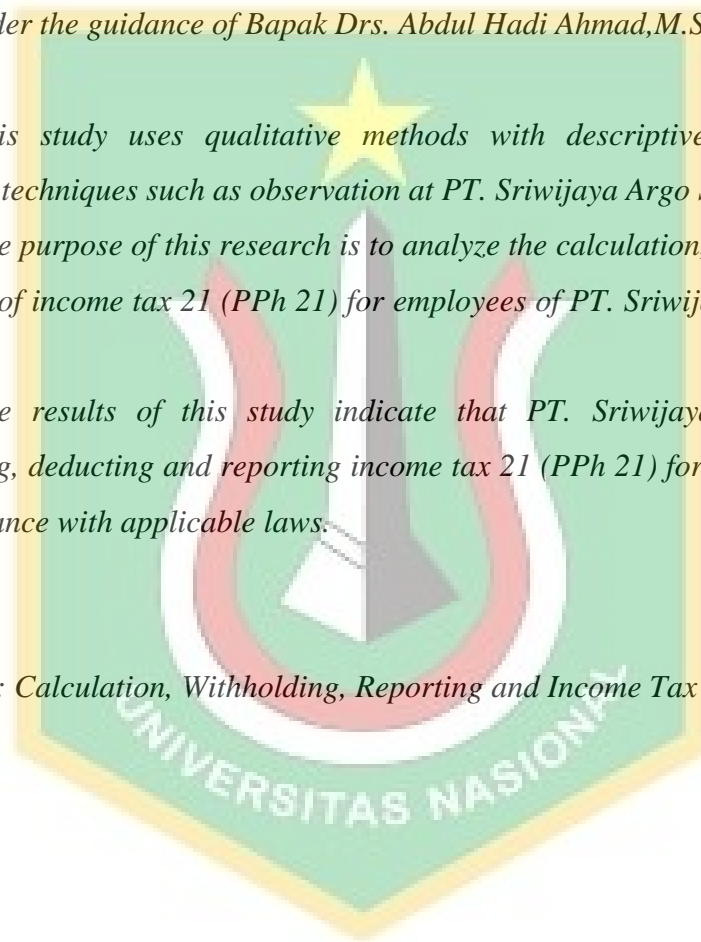 der the guidance of Bapak Drs. Abdul Hadi Ahmad,M.S
is study uses qualitative methods with descriptive
techniques such as observation at PT. Sriwijaya Argo
e purpose of this research is to analyze the calculation,
of income tax 21 (PPh 21) for employees of PT. Sriwij
e results of this study indicate that PT. Sriwijaya
g, deducting and reporting income tax 21 (PPh 21) for
ance with applicable laws.
: Calculation, Withholding, Reporting and Income Tax
UNIVERSITAS NASIONAL